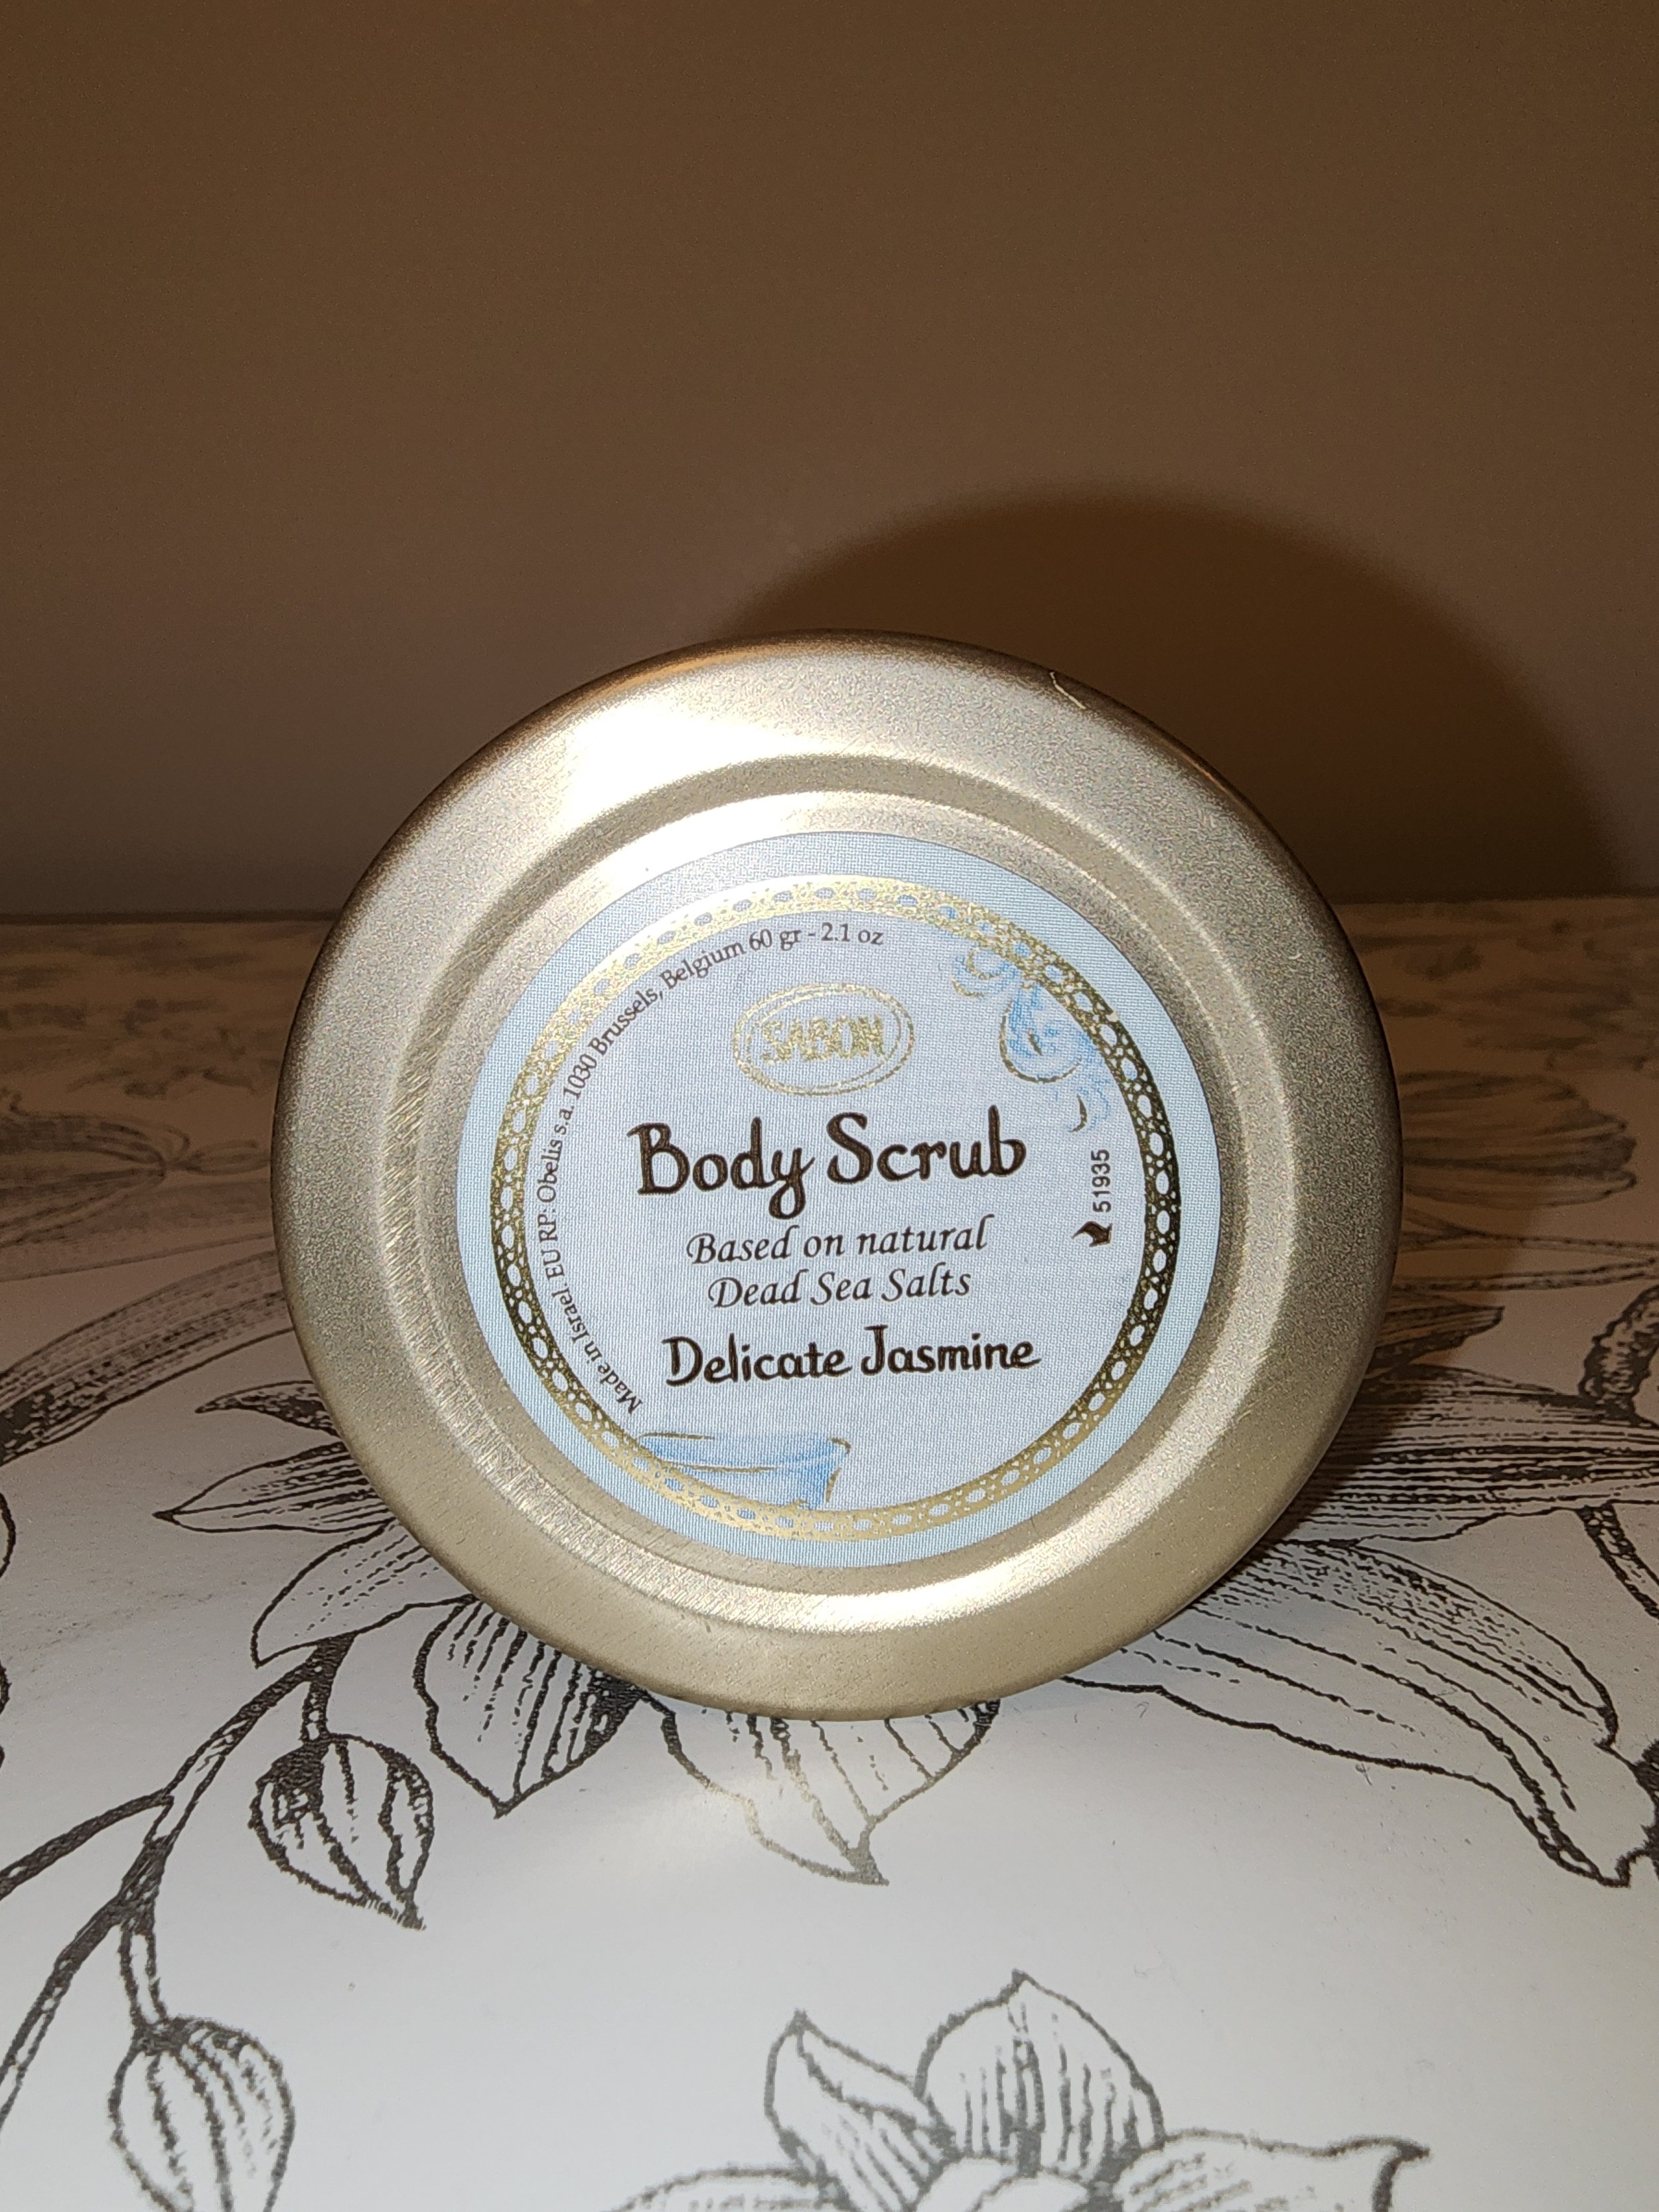 Made in Israel. EU RP: Obelis s.a. 1030 Brussels, Belgium 60 gr - 2.1 oz
SABON
Body Scrub
Based on natural
Dead Sea Salts
Delicate Jasmine
51935